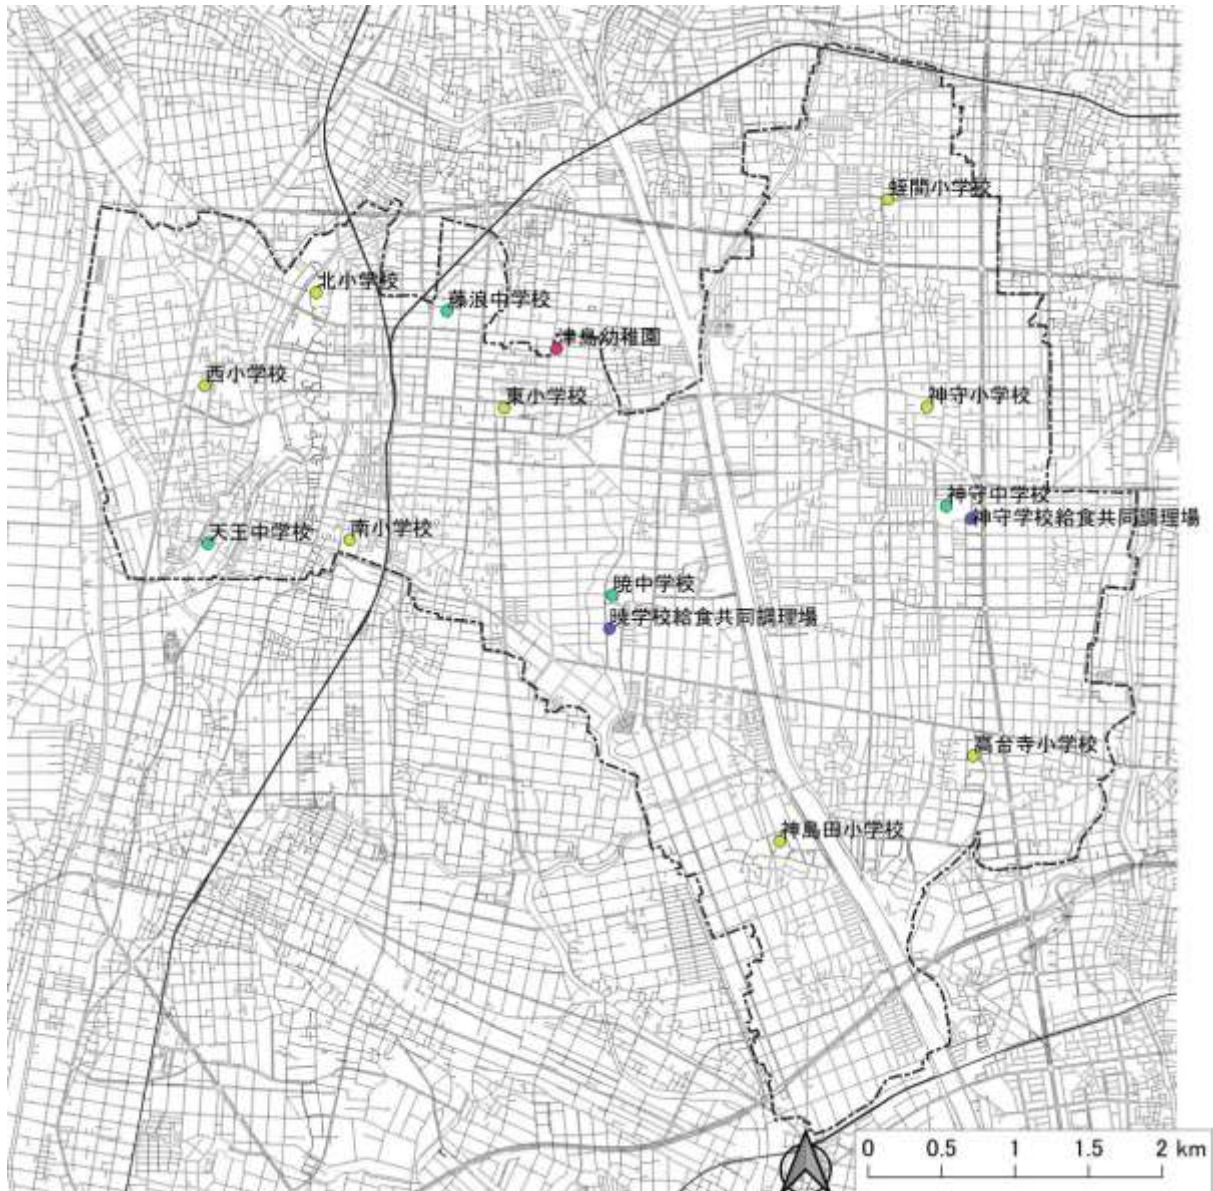 蛭間小学校
北小学校
藤浪中学校
津島幼稚園
西小学校
東小学校
神守小学校
神守中学校
神守学校給食共同調理場
天王中学校
南小学校
暁中学校
暁学校給食共同調理場
高台寺小学校
神島田小学校
0 0.5 1 2 km